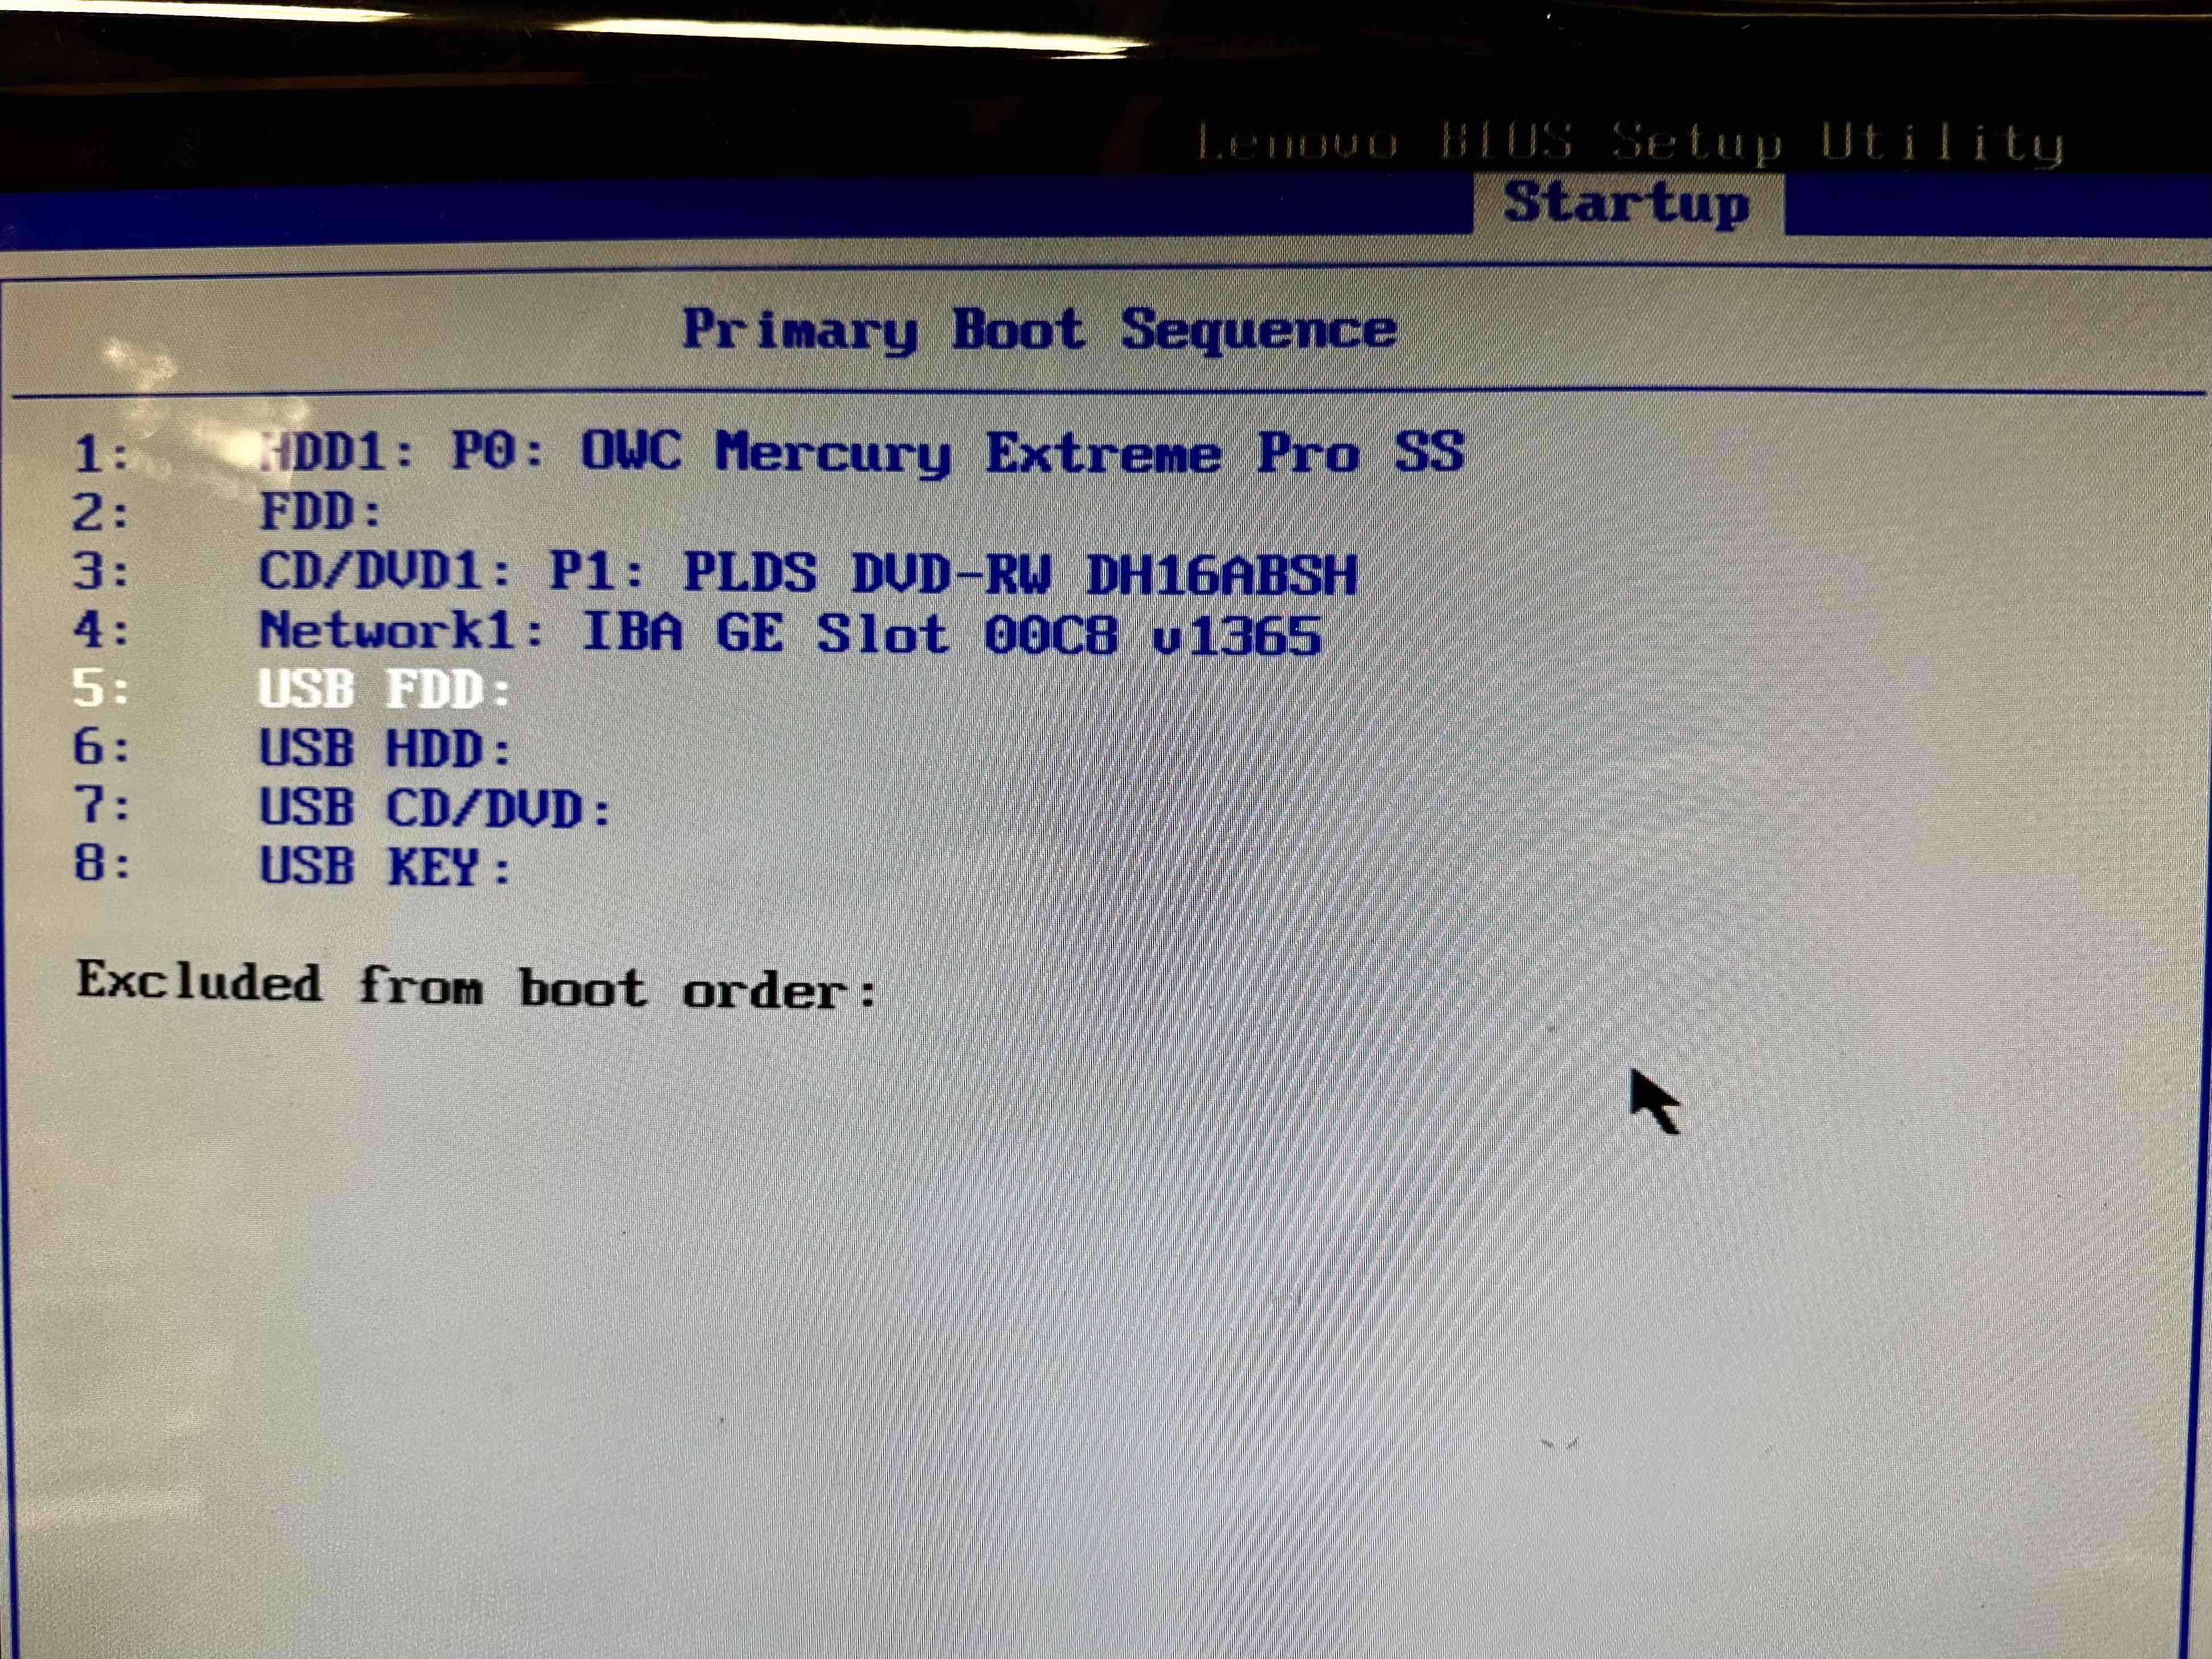 Lenovo BIOS Setup Utility
Startup
Primary Boot Sequence
1: HDD1: P0: OWC Mercury Extreme Pro SS
2: FDD:
3: CD/DVD1: P1: PLDS DVD-RW DH16ABSH
4: Network1: IBA GE Slot 00C8 v1365
5: USB FDD:
6: USB HDD:
7: USB CD/DVD:
8: USB KEY:
Excluded from boot order: